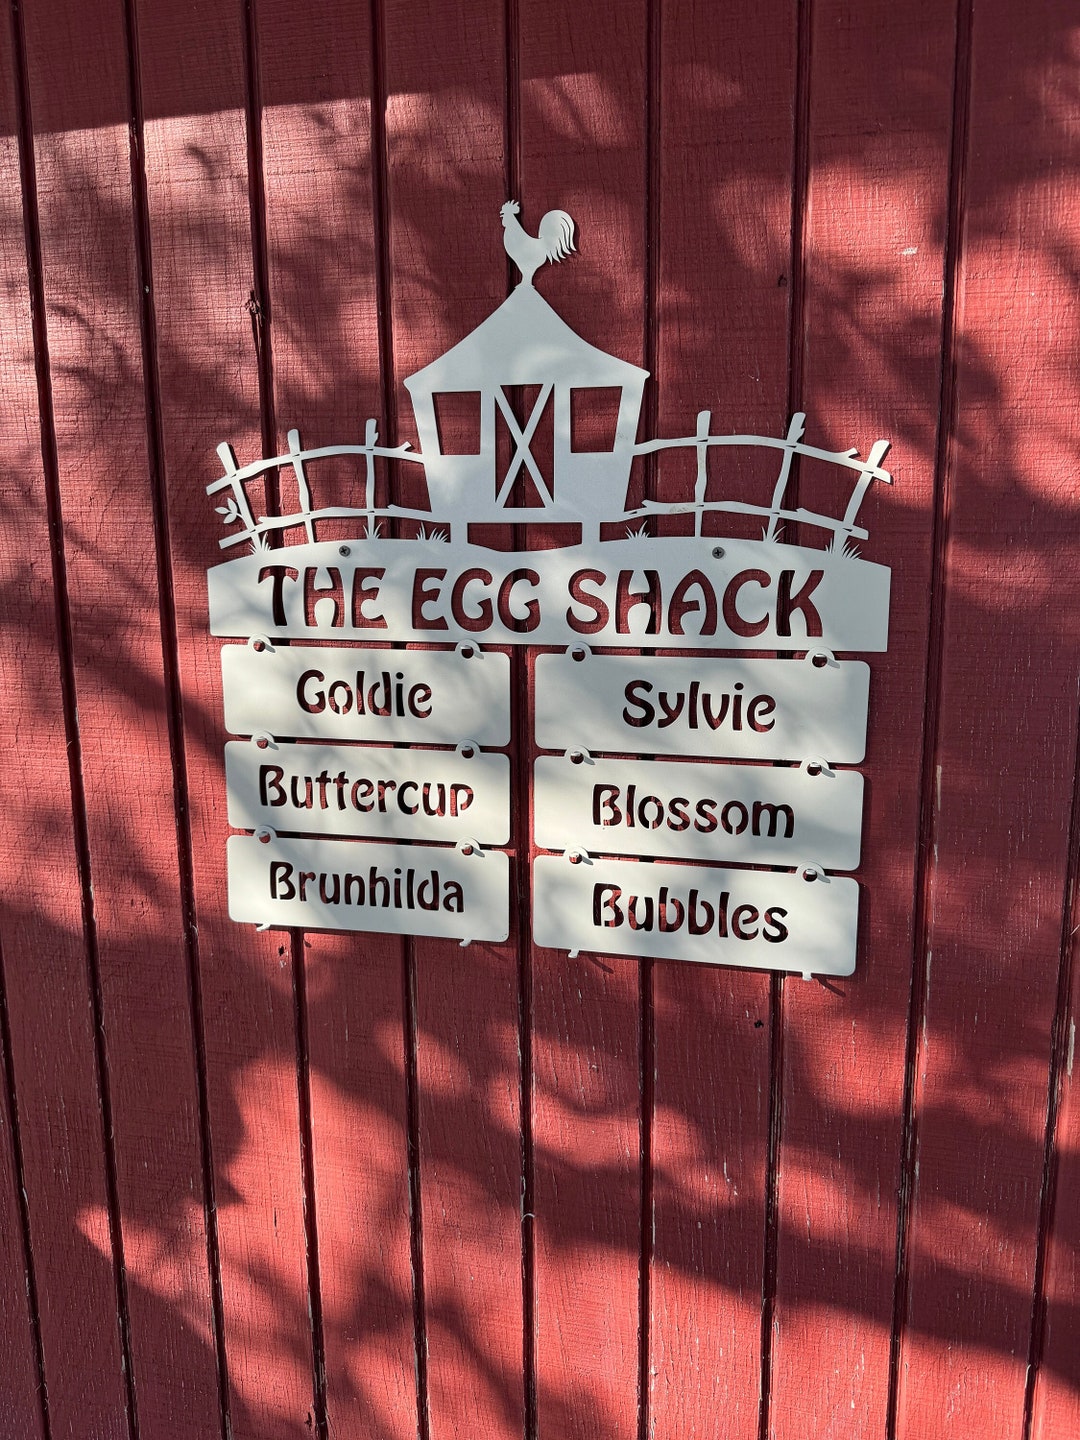 THE EGG SHACK
Goldie
Sylvie
Buttercup
Blossom
Brunhilda
Bubbles